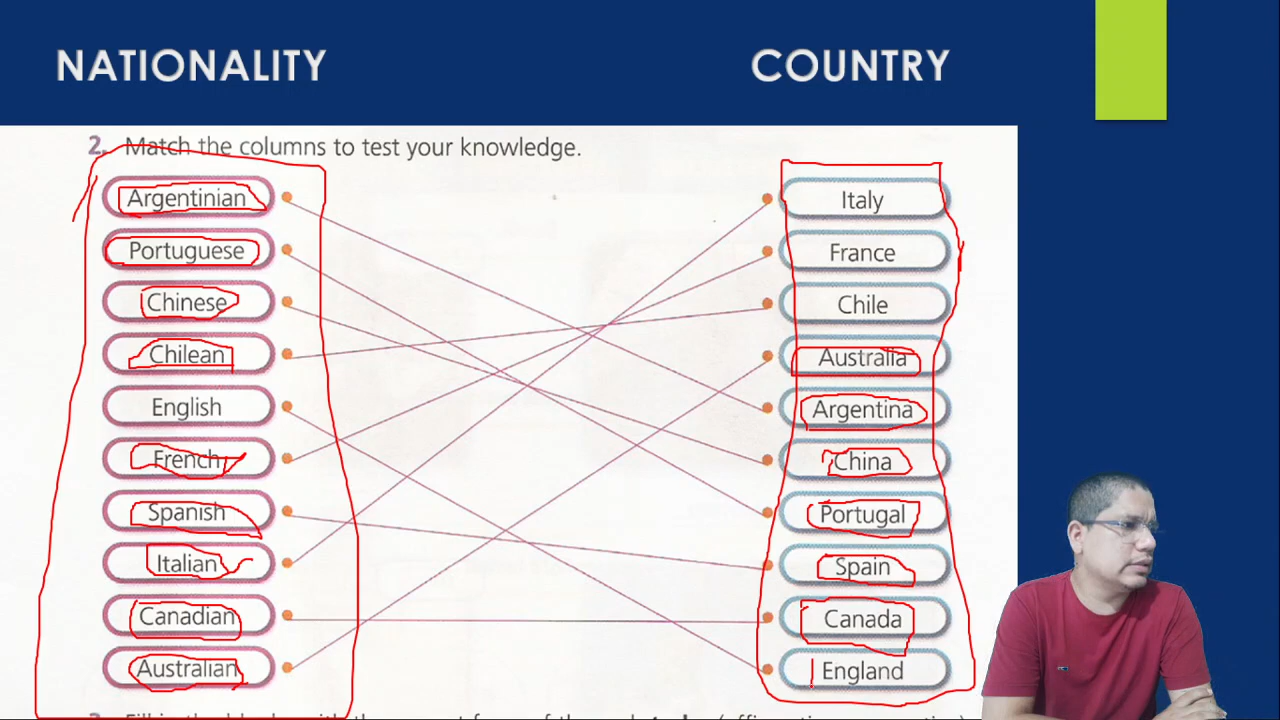 NATIONALITY COUNTRY
2. Match the columns to test your knowledge.
Argentinian Italy
Portuguese France
Chinese Chile
Chilean Australia
English Argentina
French China
Spanish Portugal
Italian Spain
Canadian Canada
Australian England